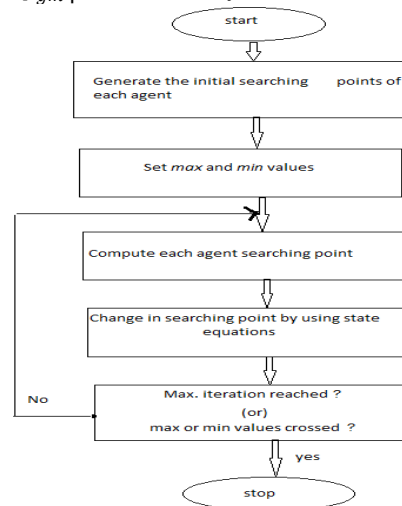 start
Generate the initial searching points of
each agent
Set max and min values
Compute each agent searching point
Change in searching point by using state
equations
Max. iteration reached ?
(or)
max or min values crossed ?
No
yes
stop